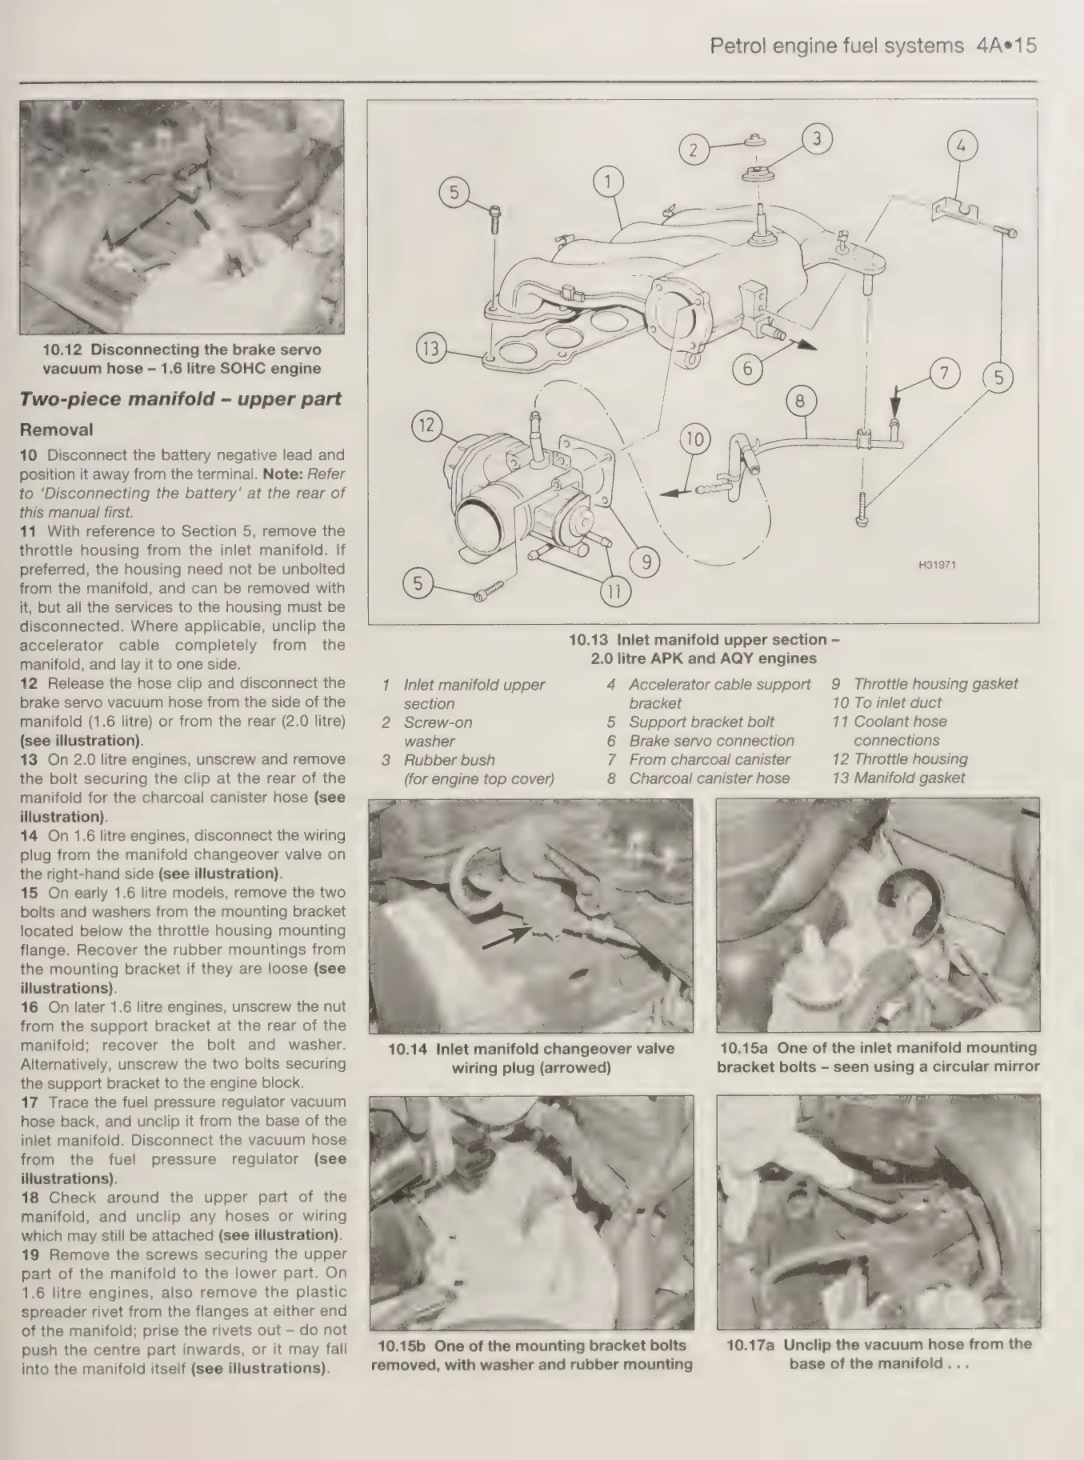 Petrol engine fuel systems 4A•15
10.12 Disconnecting the brake servo
vacuum hose – 1.6 litre SOHC engine
Two-piece manifold – upper part
Removal
10 Disconnect the battery negative lead and
position it away from the terminal. Note: Refer
to 'Disconnecting the battery' at the rear of
this manual first.
11 With reference to Section 5, remove the
throttle housing from the inlet manifold. If
preferred, the housing need not be unbolted
from the manifold, and can be removed with
it, but all the services to the housing must be
disconnected. Where applicable, unclip the
accelerator cable completely from the
manifold, and lay it to one side.
12 Release the hose clip and disconnect the
brake servo vacuum hose from the side of the
manifold (1.6 litre) or from the rear (2.0 litre)
(see illustration).
13 On 2.0 litre engines, unscrew and remove
the bolt securing the clip at the rear of the
manifold for the charcoal canister hose (see
illustration).
14 On 1.6 litre engines, disconnect the wiring
plug from the manifold changeover valve on
the right-hand side (see illustration).
15 On early 1.6 litre models, remove the two
bolts and washers from the mounting bracket
located below the throttle housing mounting
flange. Recover the rubber mountings from
the mounting bracket if they are loose (see
illustrations).
16 On later 1.6 litre engines, unscrew the nut
from the support bracket at the rear of the
manifold; recover the bolt and washer.
Alternatively, unscrew the two bolts securing
the support bracket to the engine block.
17 Trace the fuel pressure regulator vacuum
hose back, and unclip it from the base of the
inlet manifold. Disconnect the vacuum hose
from the fuel pressure regulator (see
illustrations).
18 Check around the upper part of the
manifold, and unclip any hoses or wiring
which may still be attached (see illustration).
19 Remove the screws securing the upper
part of the manifold to the lower part. On
1.6 litre engines, also remove the plastic
spreader rivet from the flanges at either end
of the manifold; prise the rivets out – do not
push the centre part inwards, or it may fall
into the manifold itself (see illustrations).
2
3
4
1
5
13
6
7
5
8
12
10
9
11
5
H31971
10.13 Inlet manifold upper section –
2.0 litre APK and AQY engines
1 Inlet manifold upper
section
2 Screw-on
washer
3 Rubber bush
(for engine top cover)
4 Accelerator cable support
bracket
5 Support bracket bolt
6 Brake servo connection
7 From charcoal canister
8 Charcoal canister hose
9 Throttle housing gasket
10 To inlet duct
11 Coolant hose
connections
12 Throttle housing
13 Manifold gasket
10.14 Inlet manifold changeover valve
wiring plug (arrowed)
10.15a One of the inlet manifold mounting
bracket bolts – seen using a circular mirror
10.15b One of the mounting bracket bolts
removed, with washer and rubber mounting
10.17a Unclip the vacuum hose from the
base of the manifold . . .